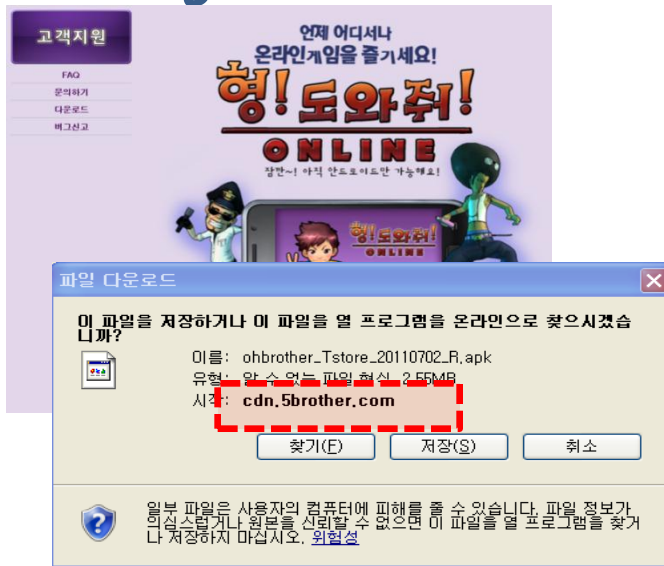 고객지원
FAQ
문의하기
다운로드
버그신고
언제 어디서나
온라인게임을 즐기세요!
형! 도와줘!
ONLINE
잠깐~! 아직 안드로이드만 가능해요!
형! 도와줘!
ONLINE
파일 다운로드
이 파일을 저장하거나 이 파일을 열 프로그램을 온라인으로 찾으시겠습
니까?
이름: ohbrother_Tstore_20110702_R.apk
유형: 알 수 없는 파일 형식, 2.55MB
시작: cdn.5brother.com
찾기(F)
저장(S)
취소
일부 파일은 사용자의 컴퓨터에 피해를 줄 수 있습니다. 파일 정보가
의심스럽거나 원본을 신뢰할 수 없으면 이 파일을 열 프로그램을 찾거
나 저장하지 마십시오. 위험성